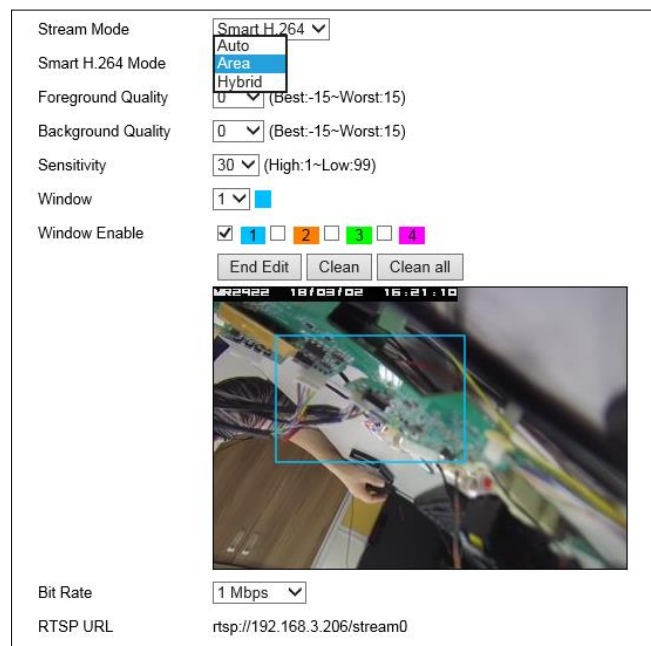 Stream Mode Smart H.264
Auto
Smart H.264 Mode Area
Hybrid
Foreground Quality 0 (Best:-15~Worst:15)
Background Quality 0 (Best:-15~Worst:15)
Sensitivity 30 (High:1~Low:99)
Window 1
Window Enable 1 2 3 4
End Edit Clean Clean all
MR2922 18/03/02 16:21:10
Bit Rate 1 Mbps
RTSP URL rtsp://192.168.3.206/stream0